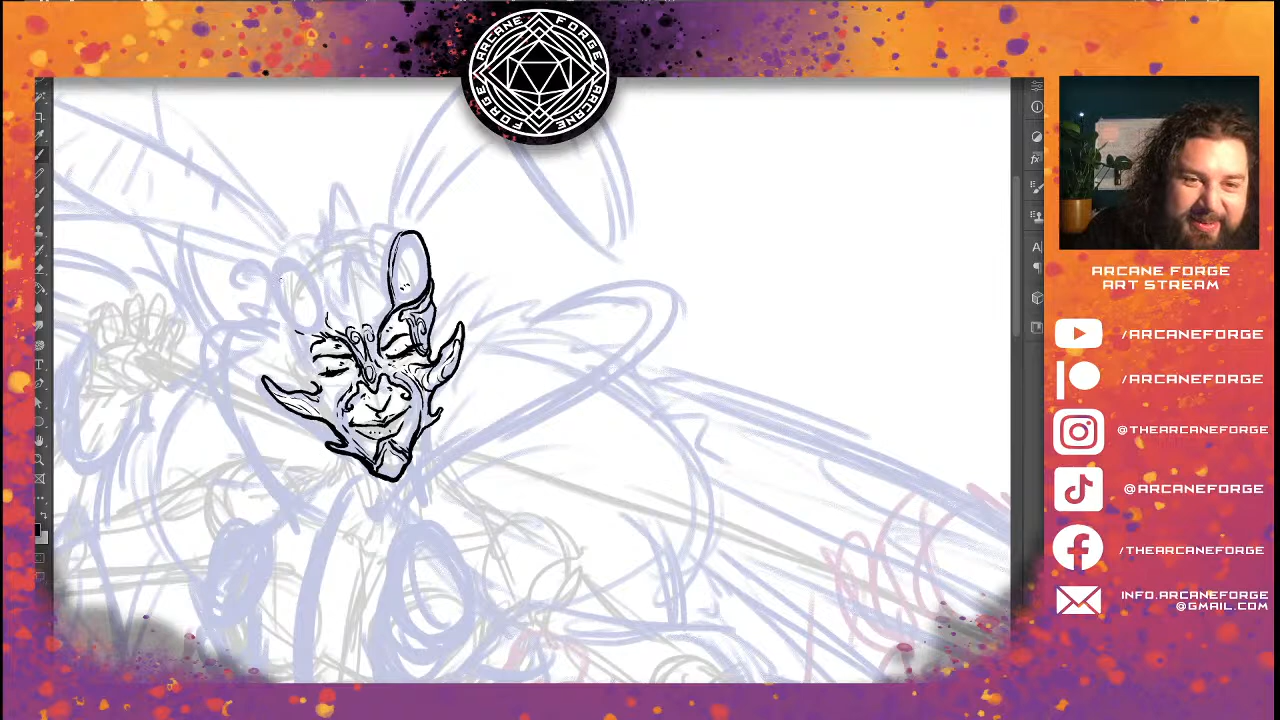 ARCANE FORGE
ARCANE FORGE
ARCANE FORGE
ART STREAM
/ARCANEFORGE
/ARCANEFORGE
@THEARCANEFORGE
@ARCANEFORGE
/THEARCANEFORGE
INFO.ARCANEFORGE
@GMAIL.COM